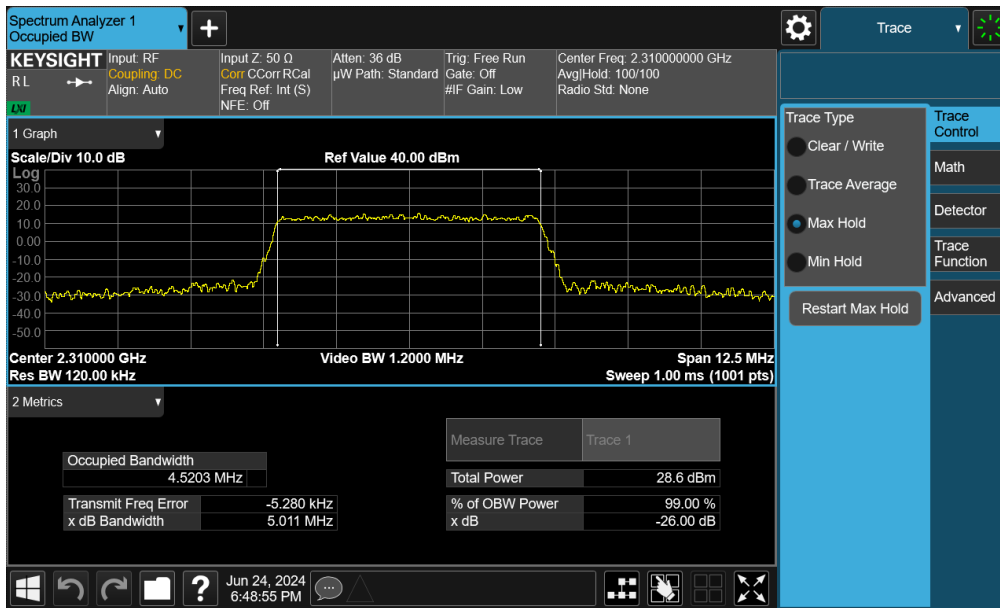 Spectrum Analyzer 1
Occupied BW
Trace
KEYSIGHT
R L
LXI
Input: RF
Coupling: DC
Align: Auto
Input Z: 50 Ω
Corr CCorr RCal
Freq Ref: Int (S)
NFE: Off
Atten: 36 dB
µW Path: Standard
Trig: Free Run
Gate: Off
#IF Gain: Low
Center Freq: 2.310000000 GHz
Avg|Hold: 100/100
Radio Std: None
1 Graph
Scale/Div 10.0 dB
Ref Value 40.00 dBm
Log
30.0
20.0
10.0
0.00
-10.0
-20.0
-30.0
-40.0
-50.0
Center 2.310000 GHz
Video BW 1.2000 MHz
Span 12.5 MHz
Res BW 120.00 kHz
Sweep 1.00 ms (1001 pts)
2 Metrics
Measure Trace
Trace 1
Occupied Bandwidth
4.5203 MHz
Total Power
28.6 dBm
Transmit Freq Error
-5.280 kHz
% of OBW Power
99.00 %
x dB Bandwidth
5.011 MHz
x dB
-26.00 dB
Trace Type
Clear / Write
Trace Average
Max Hold
Min Hold
Restart Max Hold
Trace
Control
Math
Detector
Trace
Function
Advanced
?
Jun 24, 2024
6:48:55 PM